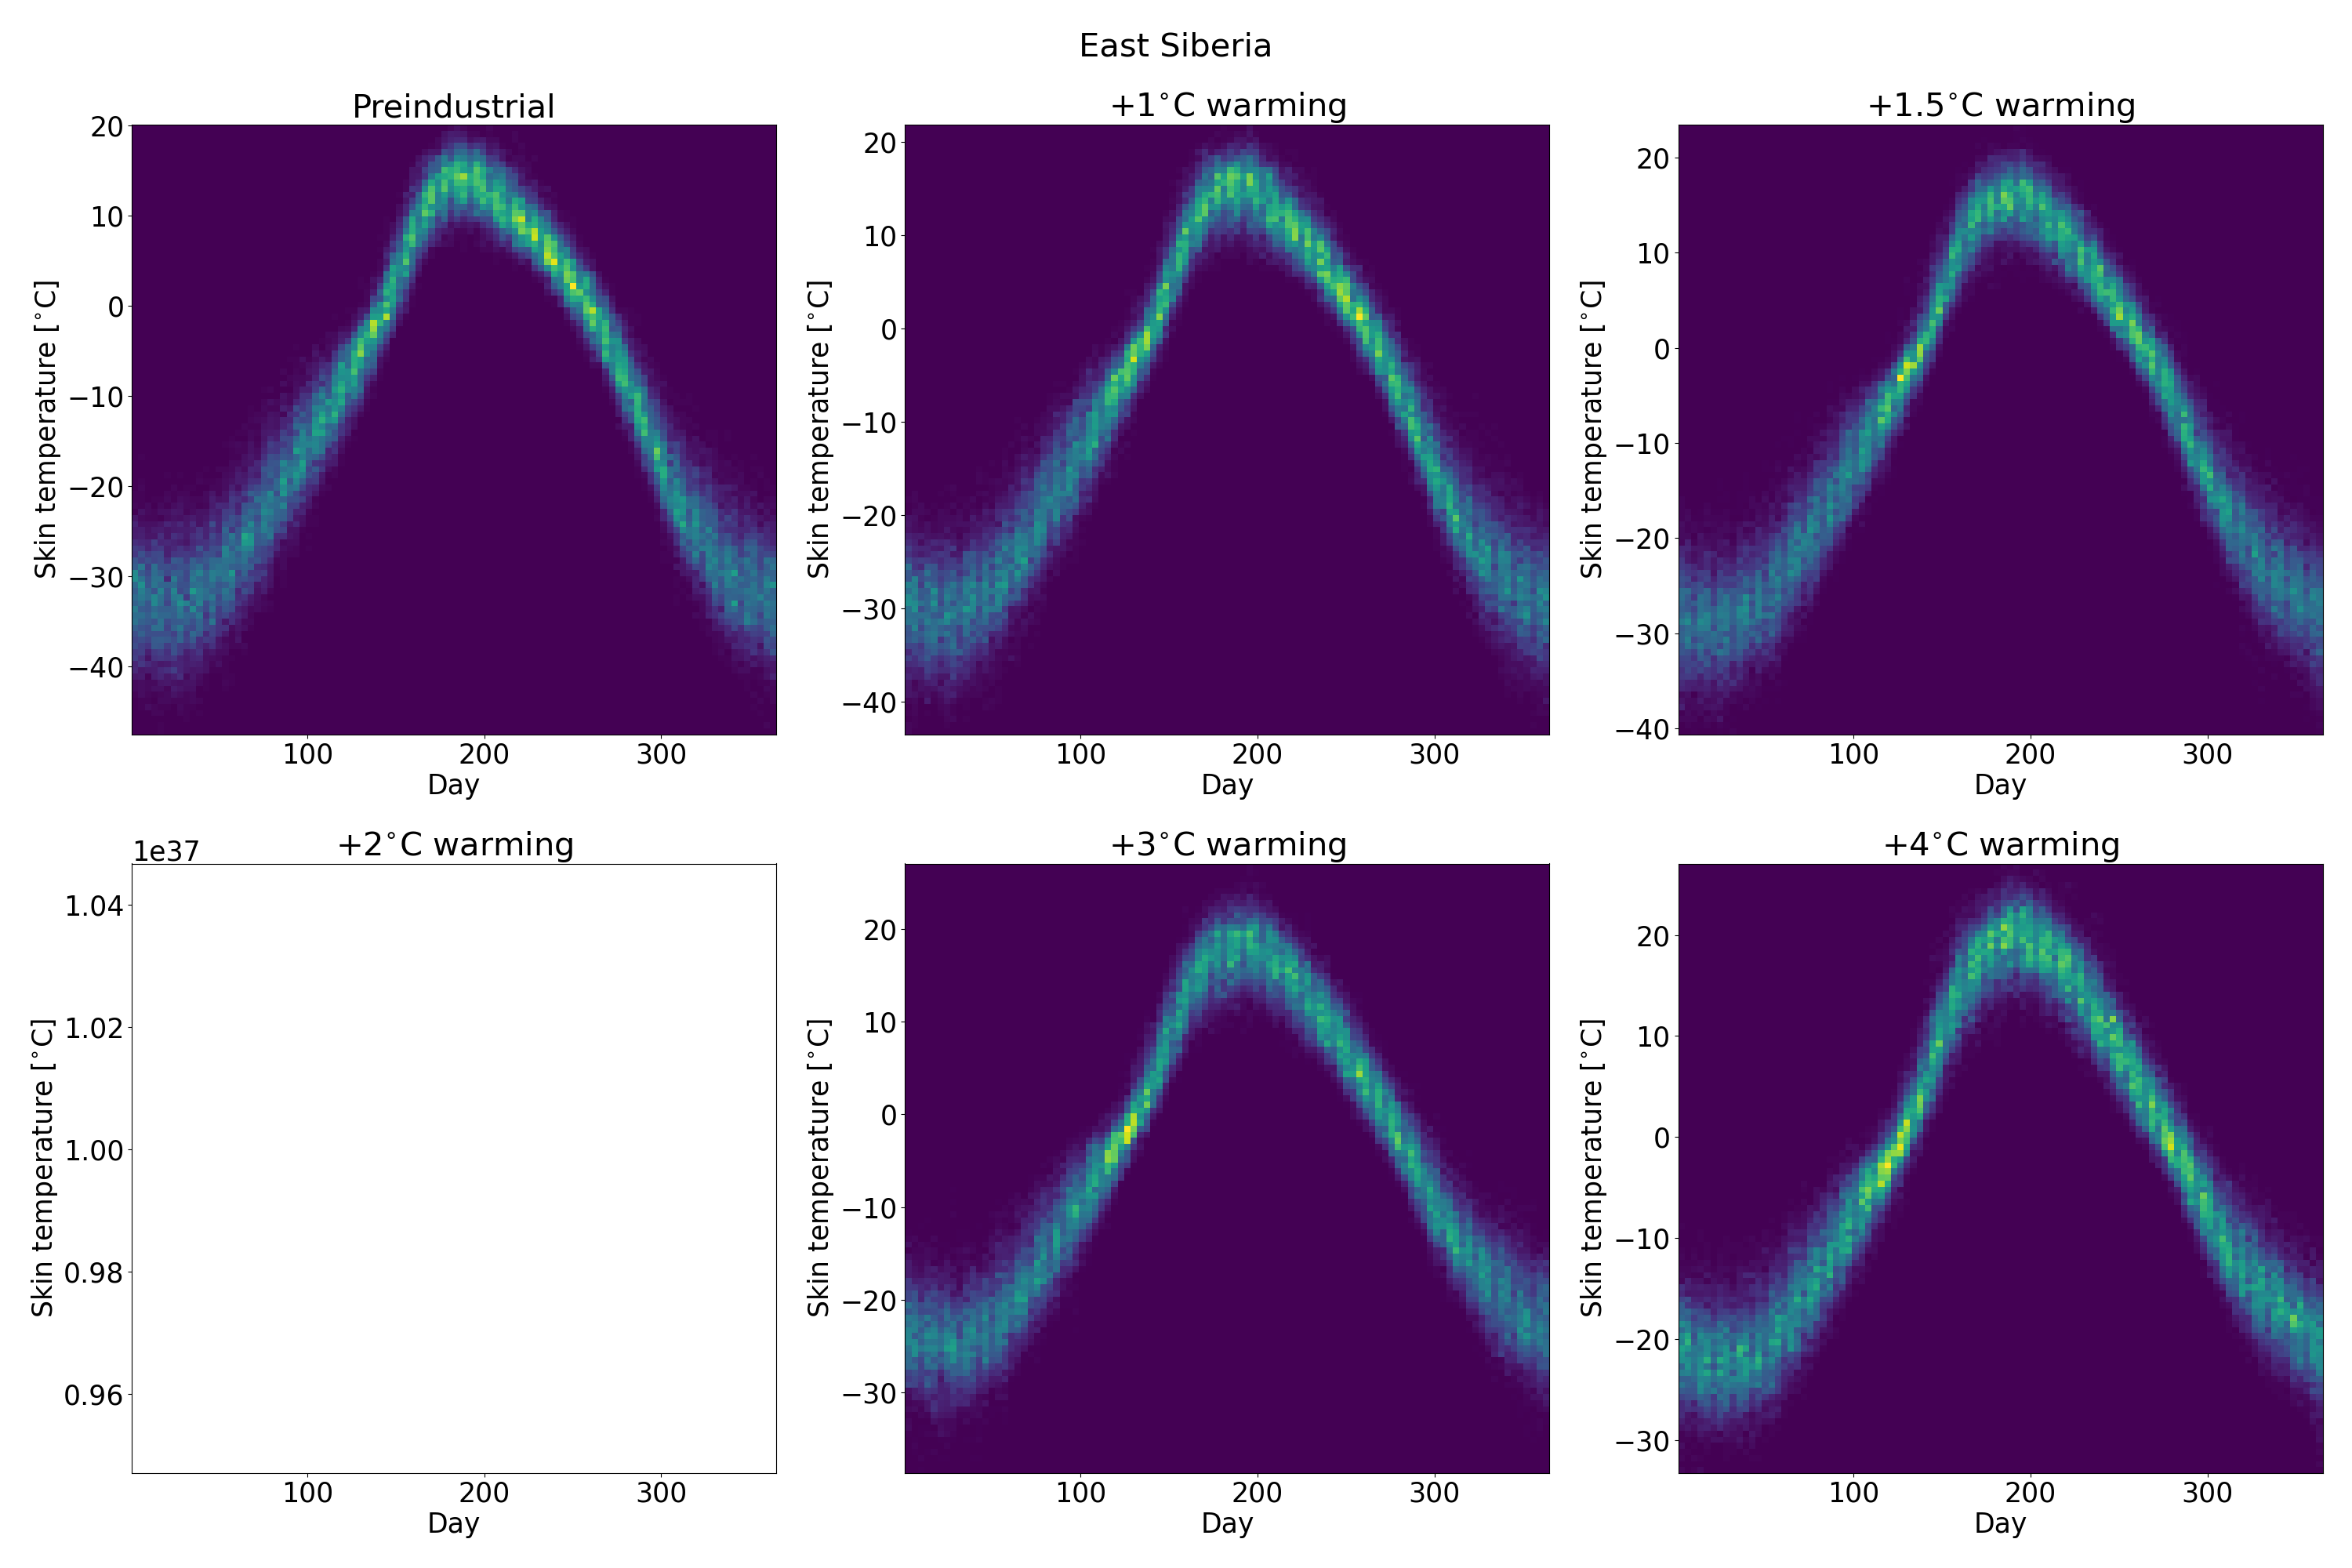 East Siberia
Preindustrial
+1°C warming
+1.5°C warming
20
10
0
−10
−20
−30
−40
Skin temperature [°C]
100 200 300
Day
20
10
0
−10
−20
−30
−40
Skin temperature [°C]
100 200 300
Day
20
10
0
−10
−20
−30
−40
Skin temperature [°C]
100 200 300
Day
+2°C warming
+3°C warming
+4°C warming
1e37
1.04
1.02
1.00
0.98
0.96
Skin temperature [°C]
100 200 300
Day
20
10
0
−10
−20
−30
Skin temperature [°C]
100 200 300
Day
20
10
0
−10
−20
−30
Skin temperature [°C]
100 200 300
Day